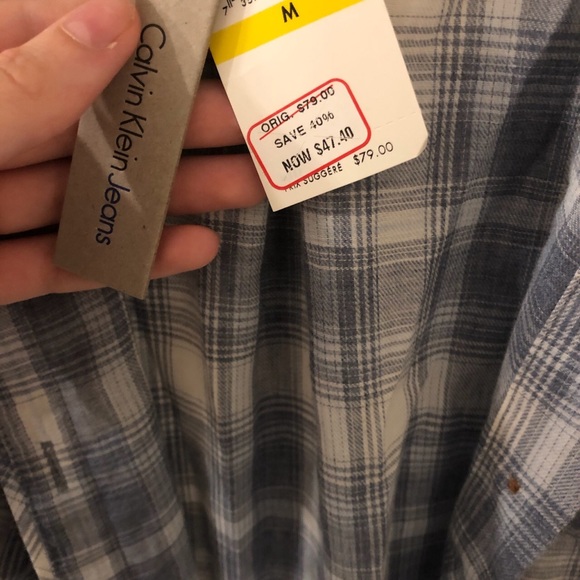 Calvin Klein Jeans
M
ORIG. $79.00
SAVE 40%
NOW $47.40
PRIX SUGGÉRÉ $79.00